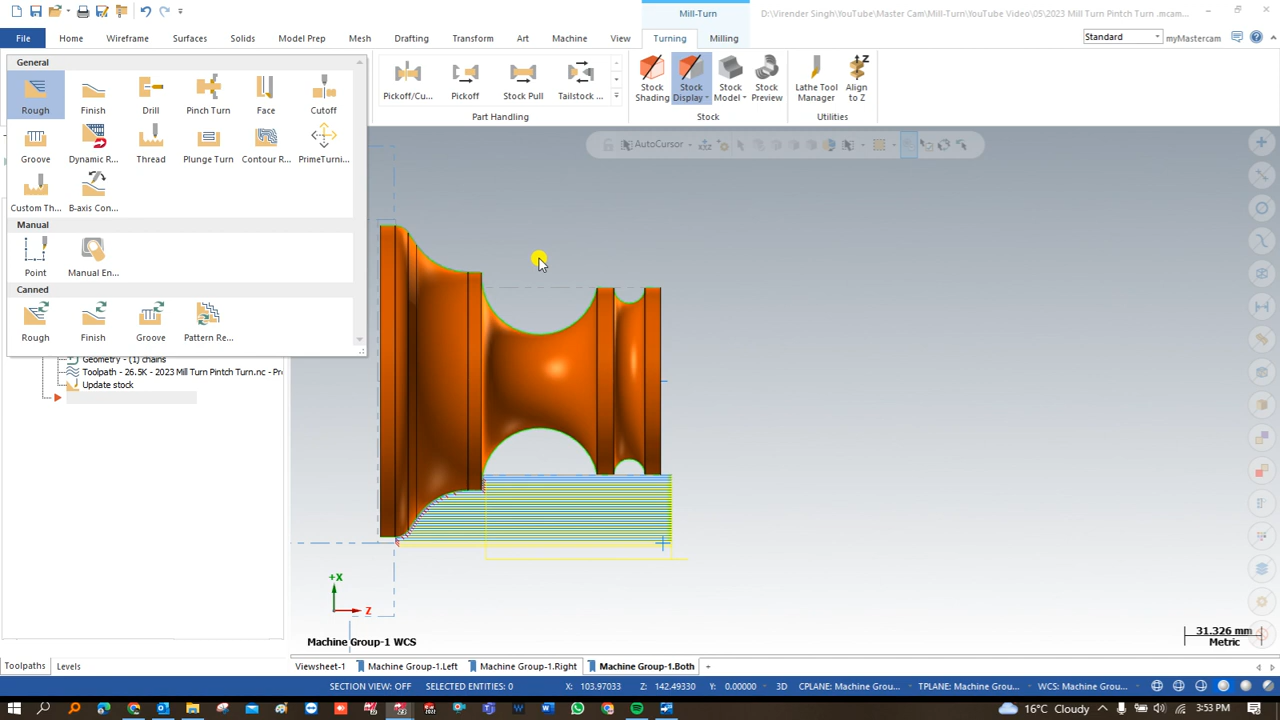 Mill-Turn
D:\Virender Singh\YouTube\Master Cam\Mill-Turn\YouTube Video\05\2023 Mill Turn Pintch Turn .mcam...
File Home Wireframe Surfaces Solids Model Prep Mesh Drafting Transform Art Machine View Turning Milling
Standard myMastercam
General
Rough Finish Drill Pinch Turn Face Cutoff
Groove Dynamic R... Thread Plunge Turn Contour R... PrimeTurni...
Custom Th... B-axis Con...
Manual
Point Manual En...
Canned
Rough Finish Groove Pattern Re...
Pickoff/Cu... Pickoff Stock Pull Tailstock ...
Part Handling
Stock Shading
Stock Display
Stock Model
Stock Preview
Stock
Lathe Tool Manager
Align to Z
Utilities
AutoCursor
Geometry - (1) chains
Toolpath - 26.5K - 2023 Mill Turn Pintch Turn.nc - Pr
Update stock
+X
Z
Machine Group-1 WCS
31.326 mm
Metric
Toolpaths Levels
Viewsheet-1 Machine Group-1.Left Machine Group-1.Right Machine Group-1.Both +
SECTION VIEW: OFF SELECTED ENTITIES: 0 X: 103.97033 Z: 142.49330 Y: 0.00000 3D CPLANE: Machine Grou... TPLANE: Machine Grou... WCS: Machine Grou...
16°C Cloudy ENG 3:53 PM